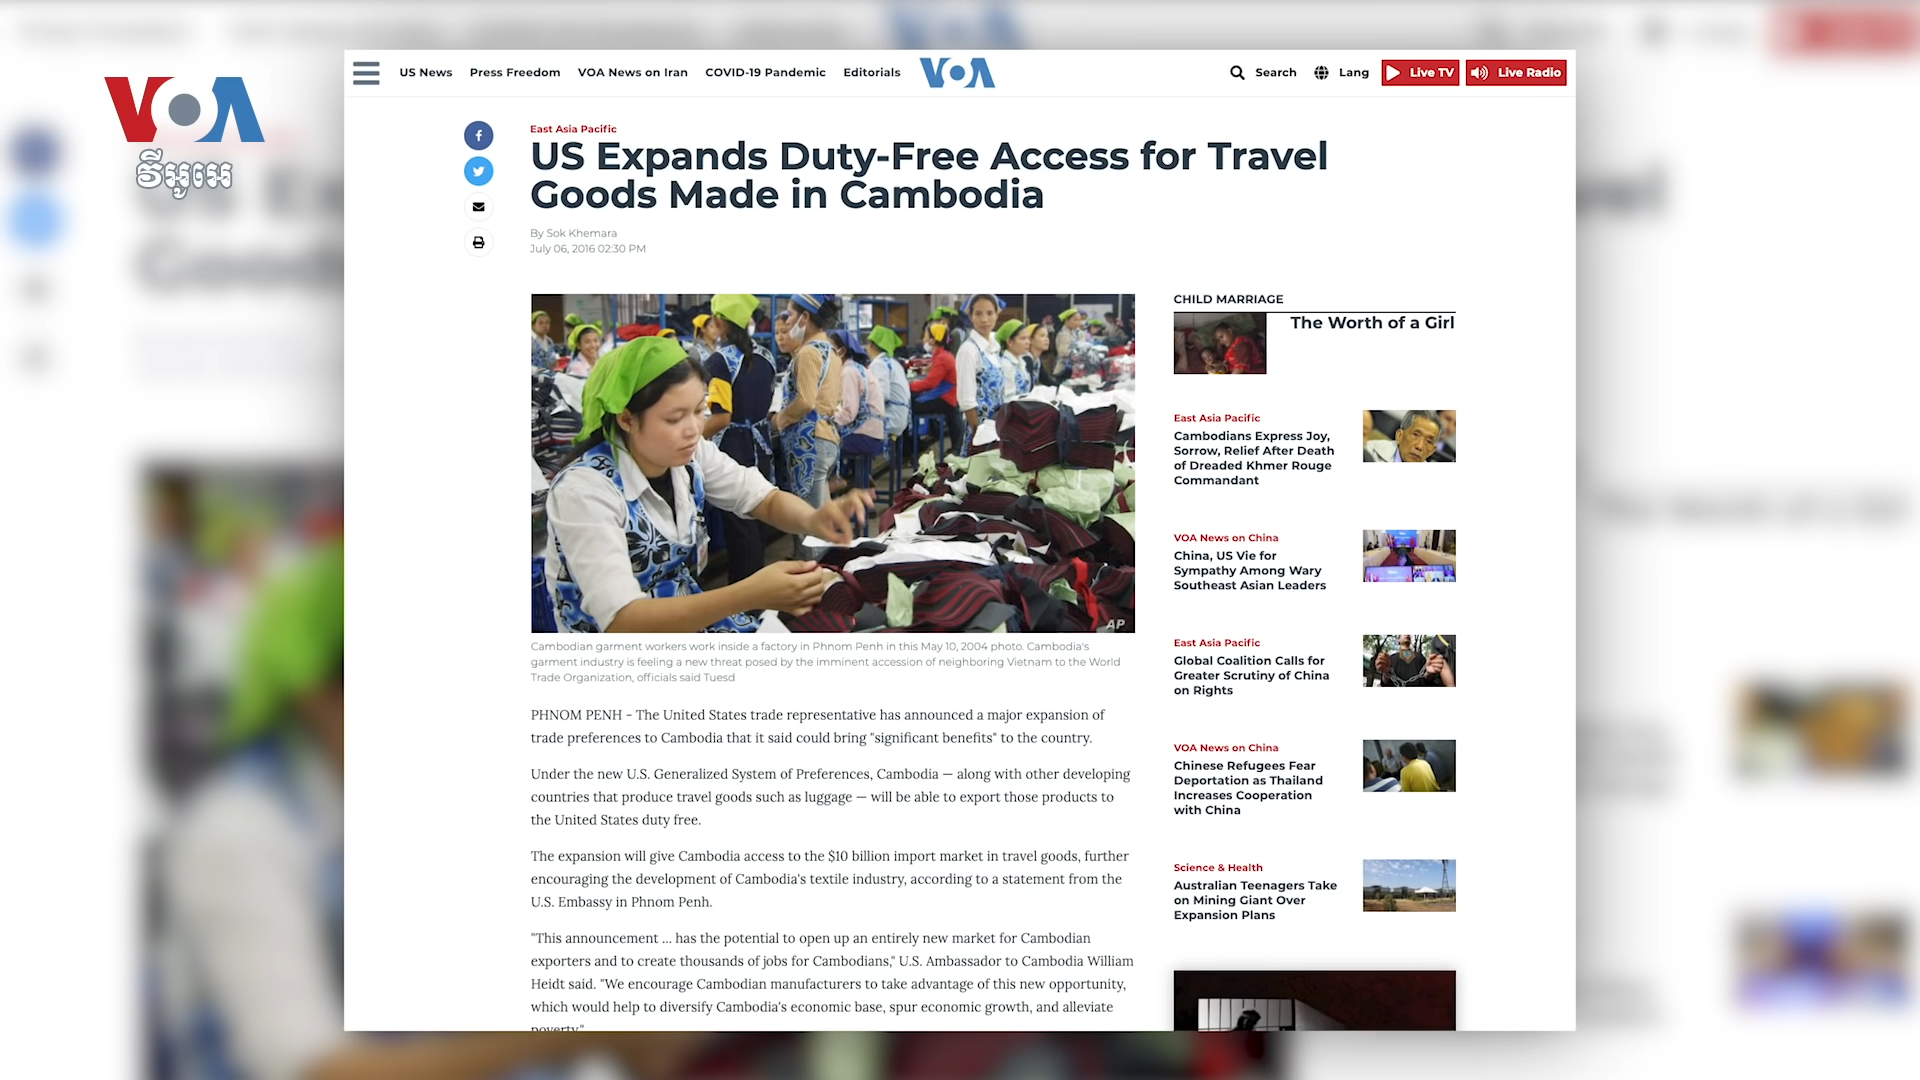 VOA
វីអូអេ
US News Press Freedom VOA News on Iran COVID-19 Pandemic Editorials VOA Search Lang Live TV Live Radio
East Asia Pacific
US Expands Duty-Free Access for Travel
Goods Made in Cambodia
By Sok Khemara
July 06, 2016 02:30 PM
AP
Cambodian garment workers work inside a factory in Phnom Penh in this May 10, 2004 photo. Cambodia's
garment industry is feeling a new threat posed by the imminent accession of neighboring Vietnam to the World
Trade Organization, officials said Tuesd
PHNOM PENH - The United States trade representative has announced a major expansion of
trade preferences to Cambodia that it said could bring "significant benefits" to the country.
Under the new U.S. Generalized System of Preferences, Cambodia — along with other developing
countries that produce travel goods such as luggage — will be able to export those products to
the United States duty free.
The expansion will give Cambodia access to the $10 billion import market in travel goods, further
encouraging the development of Cambodia's textile industry, according to a statement from the
U.S. Embassy in Phnom Penh.
"This announcement ... has the potential to open up an entirely new market for Cambodian
exporters and to create thousands of jobs for Cambodians," U.S. Ambassador to Cambodia William
Heidt said. "We encourage Cambodian manufacturers to take advantage of this new opportunity,
which would help to diversify Cambodia's economic base, spur economic growth, and alleviate
poverty."
CHILD MARRIAGE
The Worth of a Girl
East Asia Pacific
Cambodians Express Joy,
Sorrow, Relief After Death
of Dreaded Khmer Rouge
Commandant
VOA News on China
China, US Vie for
Sympathy Among Wary
Southeast Asian Leaders
East Asia Pacific
Global Coalition Calls for
Greater Scrutiny of China
on Rights
VOA News on China
Chinese Refugees Fear
Deportation as Thailand
Increases Cooperation
with China
Science & Health
Australian Teenagers Take
on Mining Giant Over
Expansion Plans